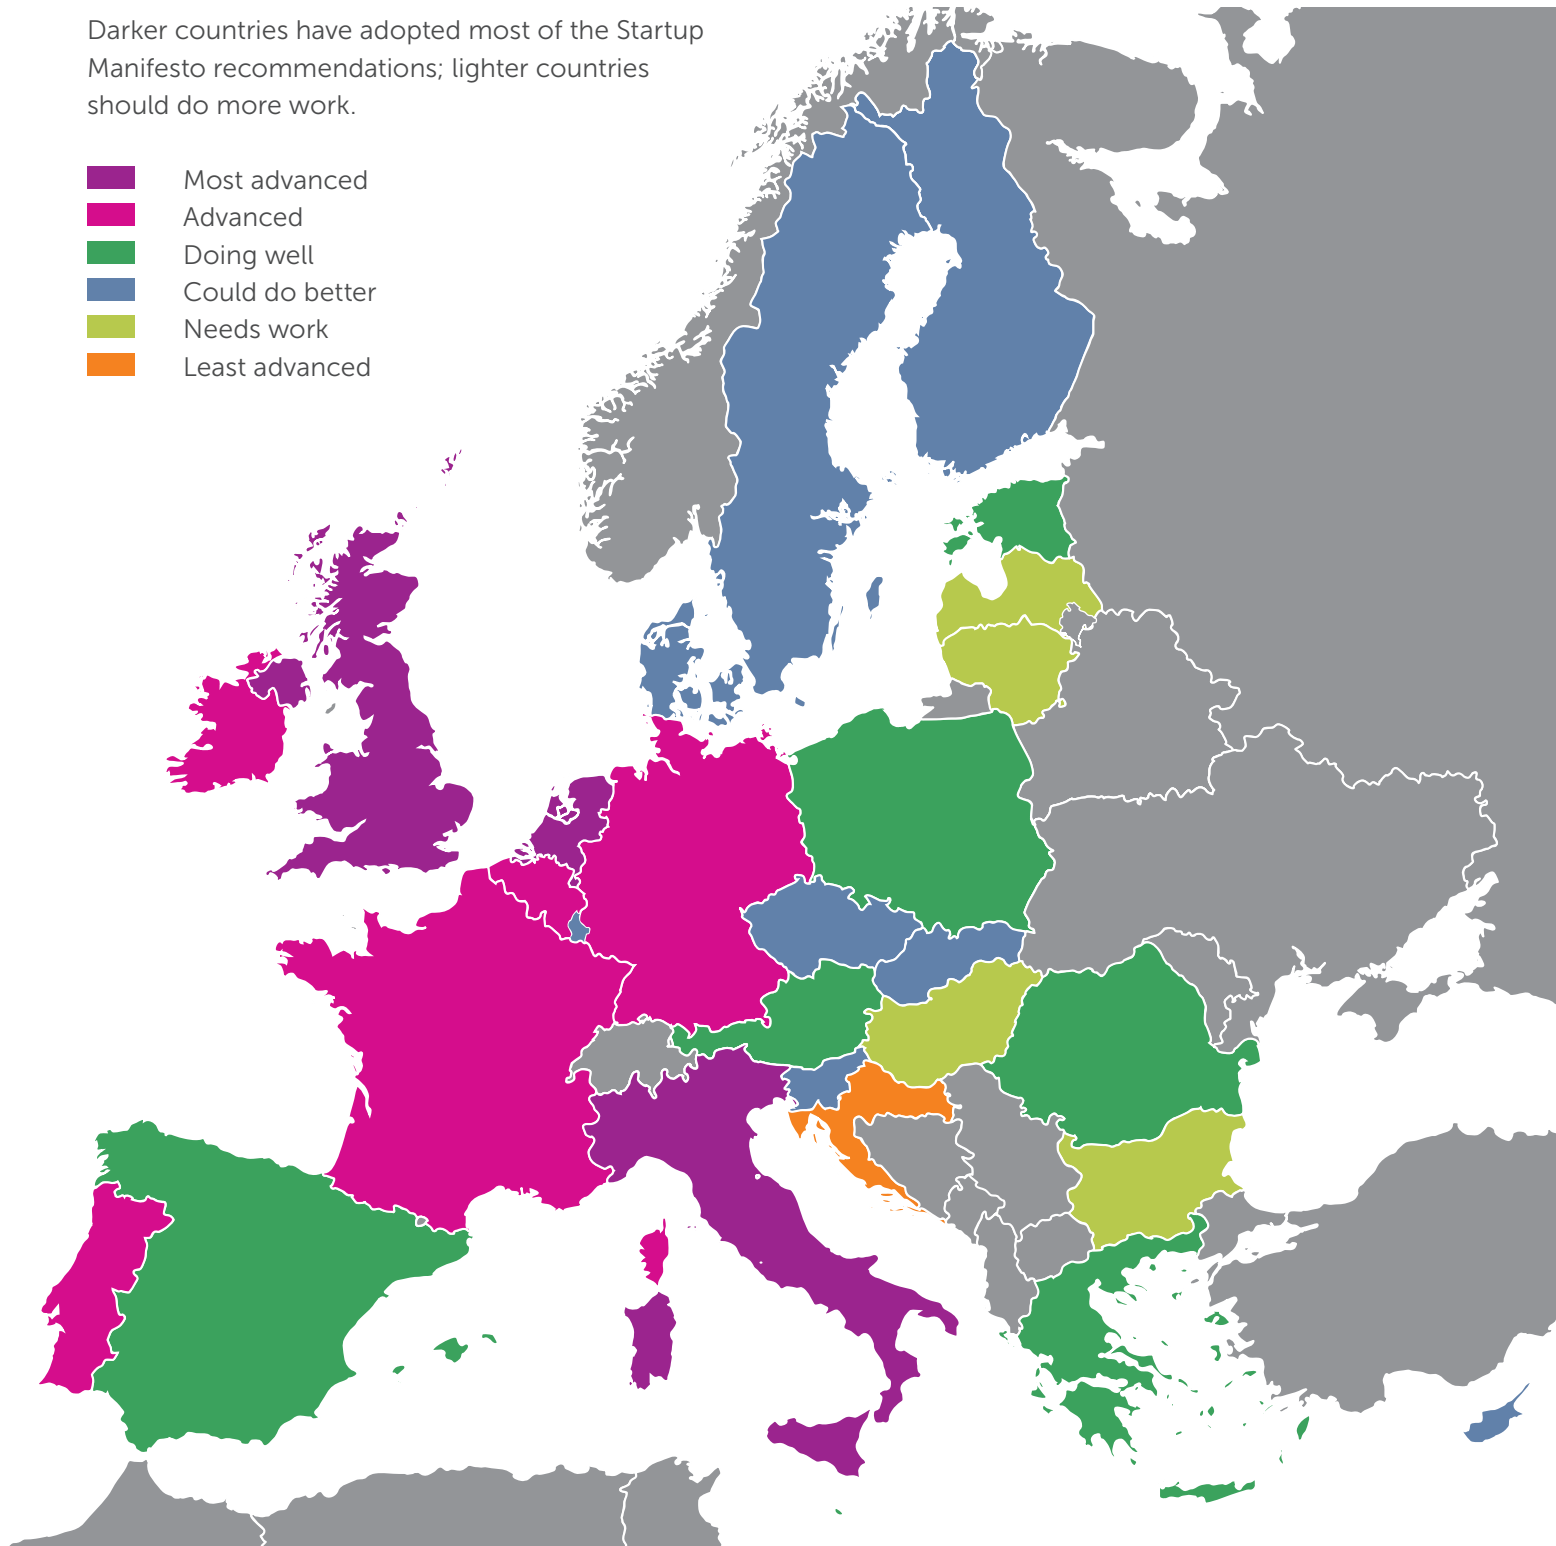 Darker countries have adopted most of the Startup
Manifesto recommendations; lighter countries
should do more work.
Most advanced
Advanced
Doing well
Could do better
Needs work
Least advanced